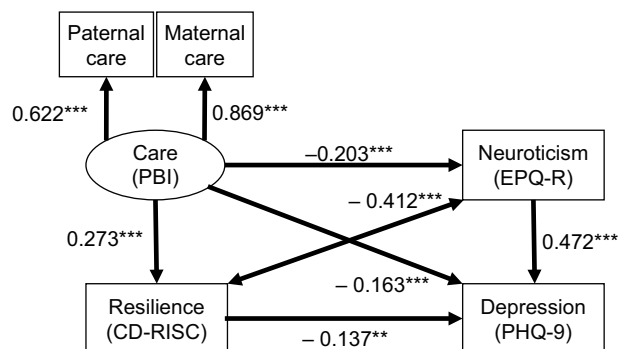 Paternal care
Maternal care
0.622***
0.869***
Care
(PBI)
–0.203***
Neuroticism
(EPQ-R)
– 0.412***
0.273***
0.472***
– 0.163***
Resilience
(CD-RISC)
– 0.137**
Depression
(PHQ-9)